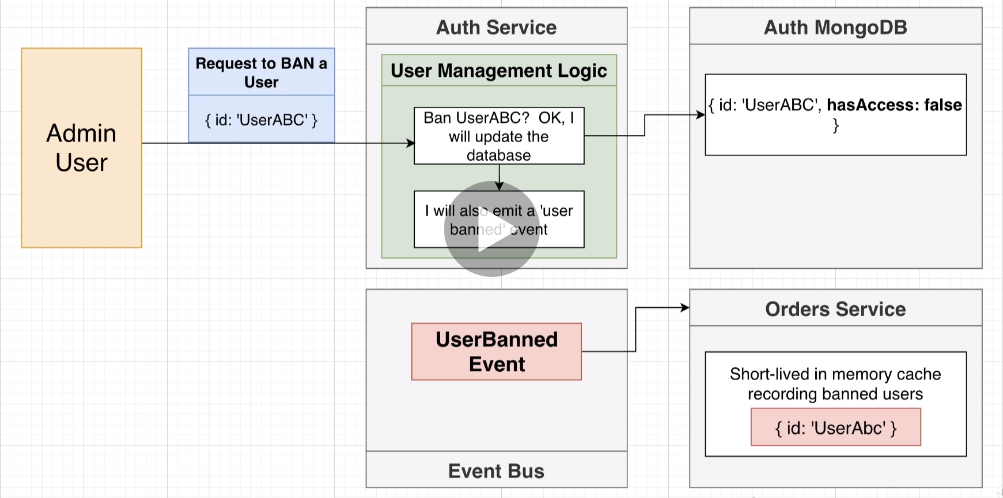 Auth Service
Auth MongoDB
Admin
User
Request to BAN a
User
{ id: 'UserABC' }
User Management Logic
Ban UserABC? OK, I
will update the
database
I will also emit a 'user
banned' event
{ id: 'UserABC', hasAccess: false
}
UserBanned
Event
Event Bus
Orders Service
Short-lived in memory cache
recording banned users
{ id: 'UserAbc' }